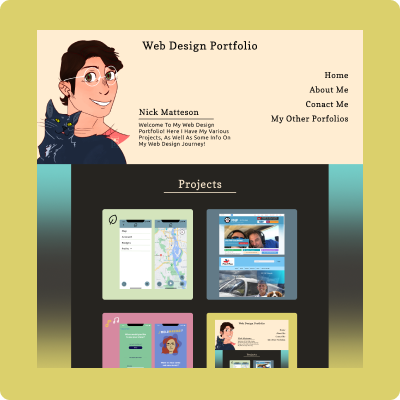 Web Design Portfolio
Home
About Me
Conact Me
My Other Porfolios
Nick Matteson
Welcome To My Web Design
Portfolio! Here I Have My Various
Projects, As Well As Some Info On
My Web Design Journey!
Projects
Web Design Portfolio